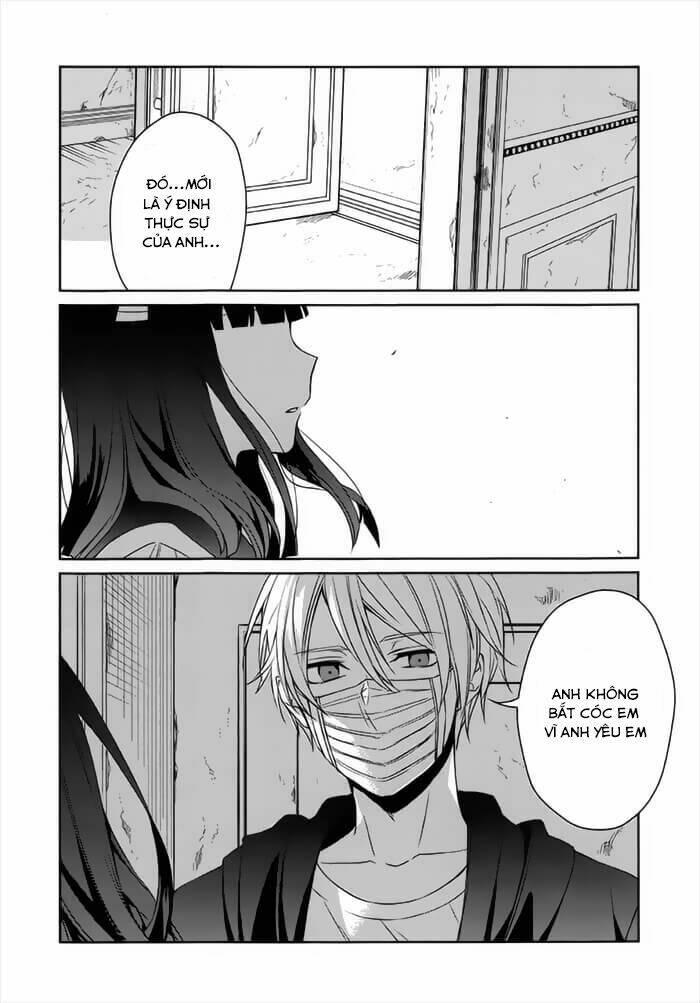 ĐÓ...MỚI
LÀ Ý ĐỊNH
THỰC SỰ
CỦA ANH...
ANH KHÔNG
BẮT CÓC EM
VÌ ANH YÊU EM